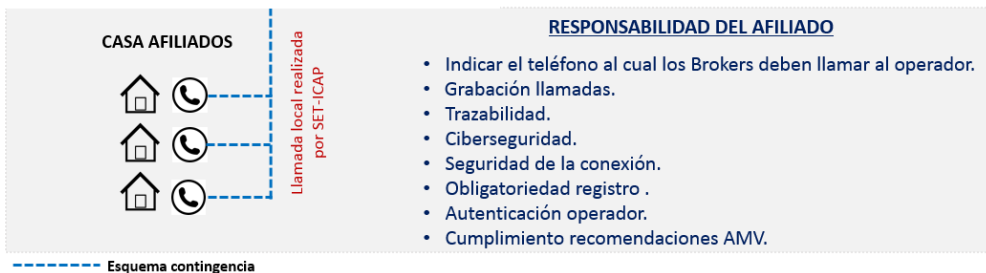 CASA AFILIADOS
Llamada local realizada
por SET-ICAP
RESPONSABILIDAD DEL AFILIADO
• Indicar el teléfono al cual los Brokers deben llamar al operador.
• Grabación llamadas.
• Trazabilidad.
• Ciberseguridad.
• Seguridad de la conexión.
• Obligatoriedad registro .
• Autenticación operador.
• Cumplimiento recomendaciones AMV.
Esquema contingencia